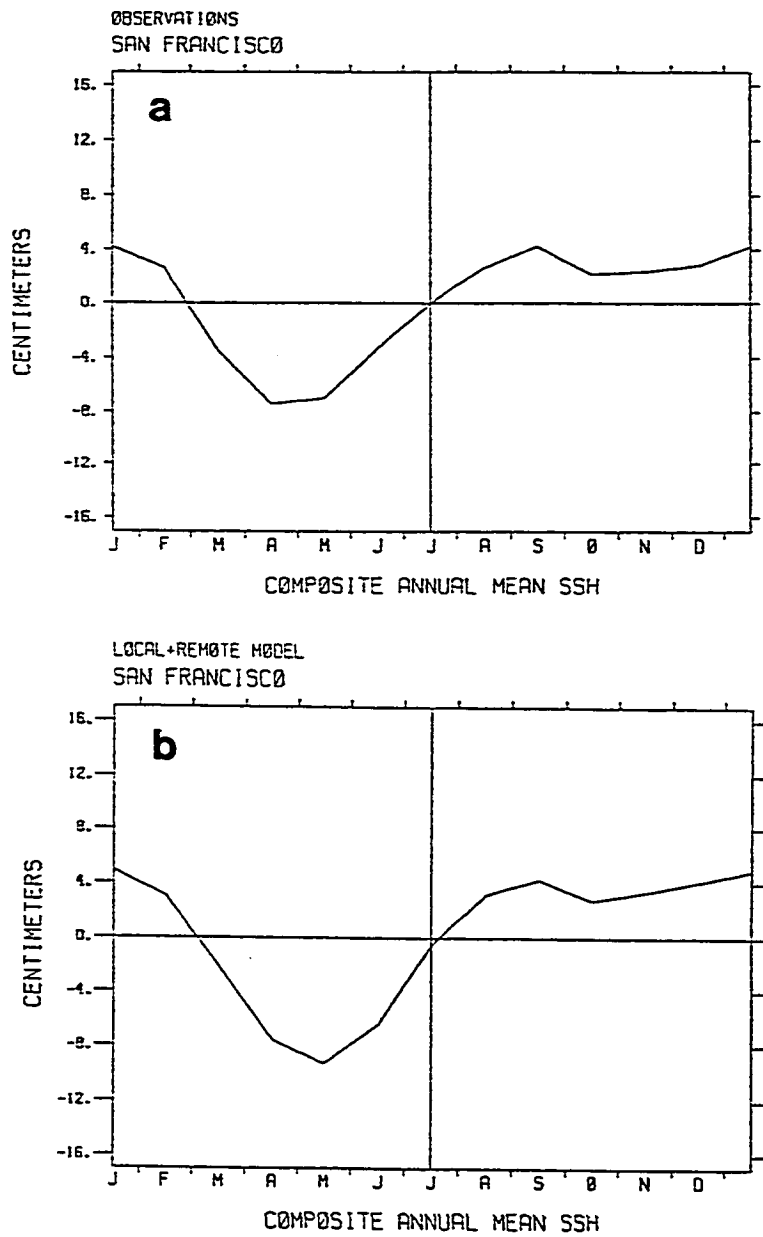 ØBSERVATIØNS
SAN FRANCISCØ
a
15.
12.
8.
4.
0.
-4.
-8.
-12.
-16.
CENTIMETERS
J F M A M J J A S Ø N D
CØMPØSITE ANNUAL MEAN SSH
LØCAL+REMØTE MØDEL
SAN FRANCISCØ
b
16.
12.
8.
4.
0.
-4.
-8.
-12.
-16.
CENTIMETERS
J F M A M J J A S Ø N D
CØMPØSITE ANNUAL MEAN SSH